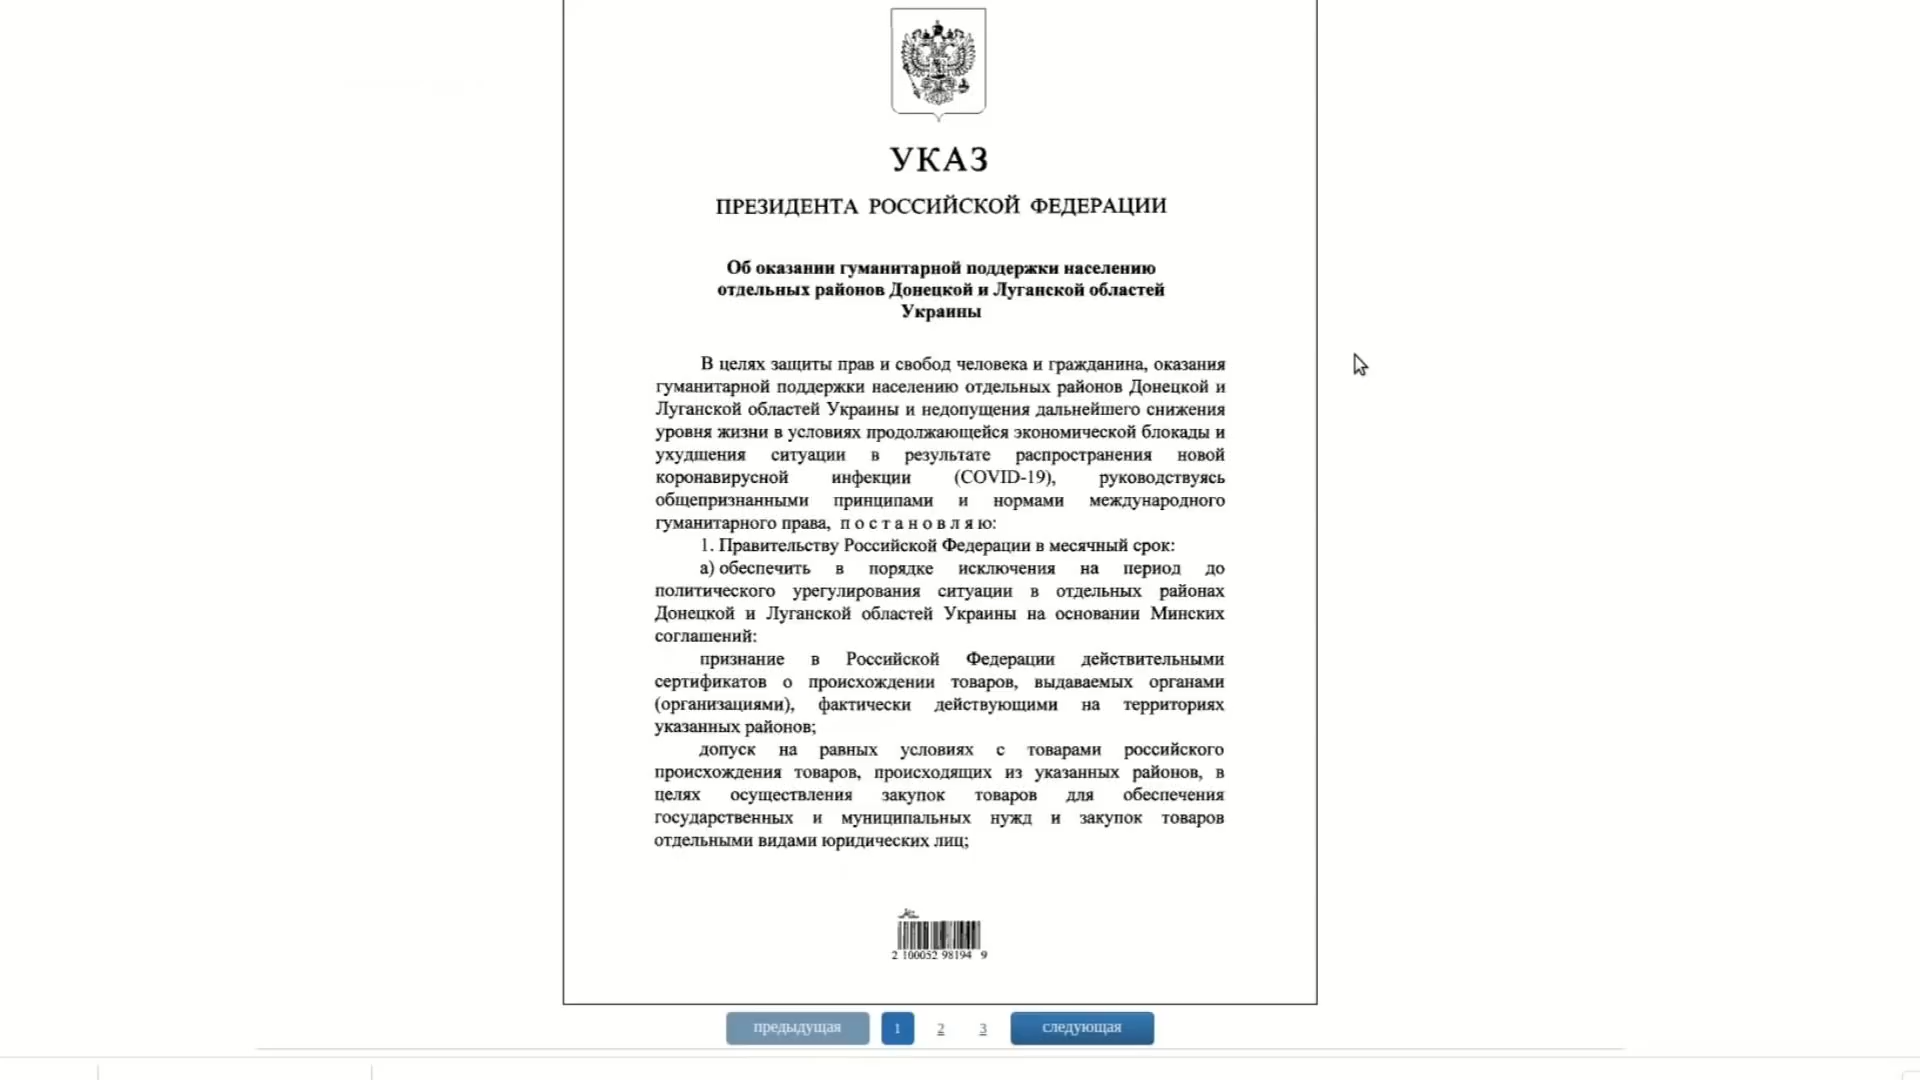 УКАЗ
ПРЕЗИДЕНТА РОССИЙСКОЙ ФЕДЕРАЦИИ
Об оказании гуманитарной поддержки населению
отдельных районов Донецкой и Луганской областей
Украины
В целях защиты прав и свобод человека и гражданина, оказания
гуманитарной поддержки населению отдельных районов Донецкой и
Луганской областей Украины и недопущения дальнейшего снижения
уровня жизни в условиях продолжающейся экономической блокады и
ухудшения ситуации в результате распространения новой
коронавирусной инфекции (COVID-19), руководствуясь
общепризнанными принципами и нормами международного
гуманитарного права, п о с т а н о в л я ю:
1. Правительству Российской Федерации в месячный срок:
а) обеспечить в порядке исключения на период до
политического урегулирования ситуации в отдельных районах
Донецкой и Луганской областей Украины на основании Минских
соглашений:
признание в Российской Федерации действительными
сертификатов о происхождении товаров, выдаваемых органами
(организациями), фактически действующими на территориях
указанных районов;
допуск на равных условиях с товарами российского
происхождения товаров, происходящих из указанных районов, в
целях осуществления закупок товаров для обеспечения
государственных и муниципальных нужд и закупок товаров
отдельными видами юридических лиц;
2 100052 98194 9
предыдущая 1 2 3 следующая